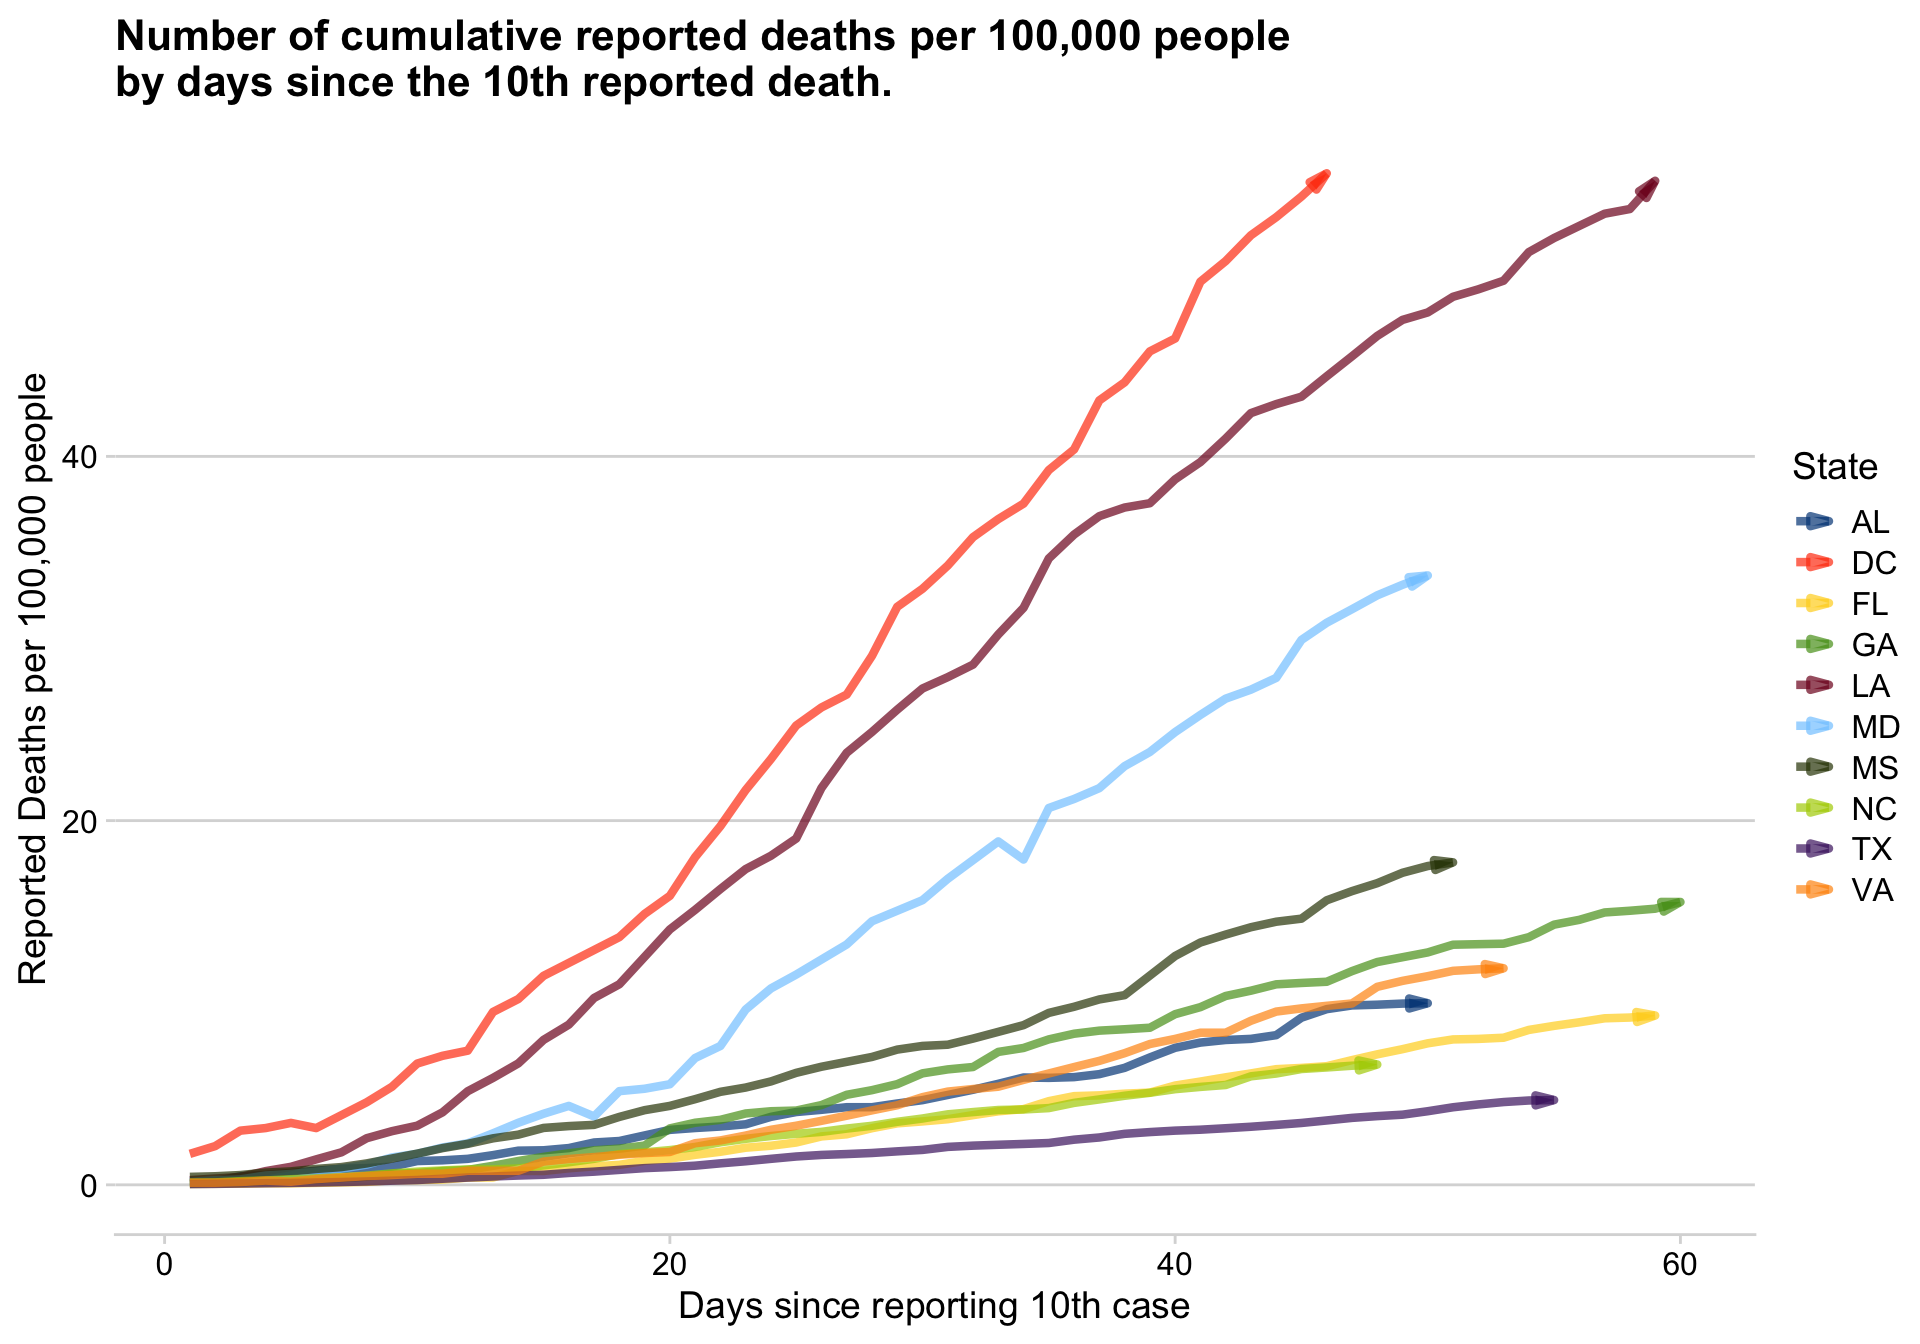 Number of cumulative reported deaths per 100,000 people
by days since the 10th reported death.
Reported Deaths per 100,000 people
40
20
0
0
20
40
60
Days since reporting 10th case
State
AL
DC
FL
GA
LA
MD
MS
NC
TX
VA